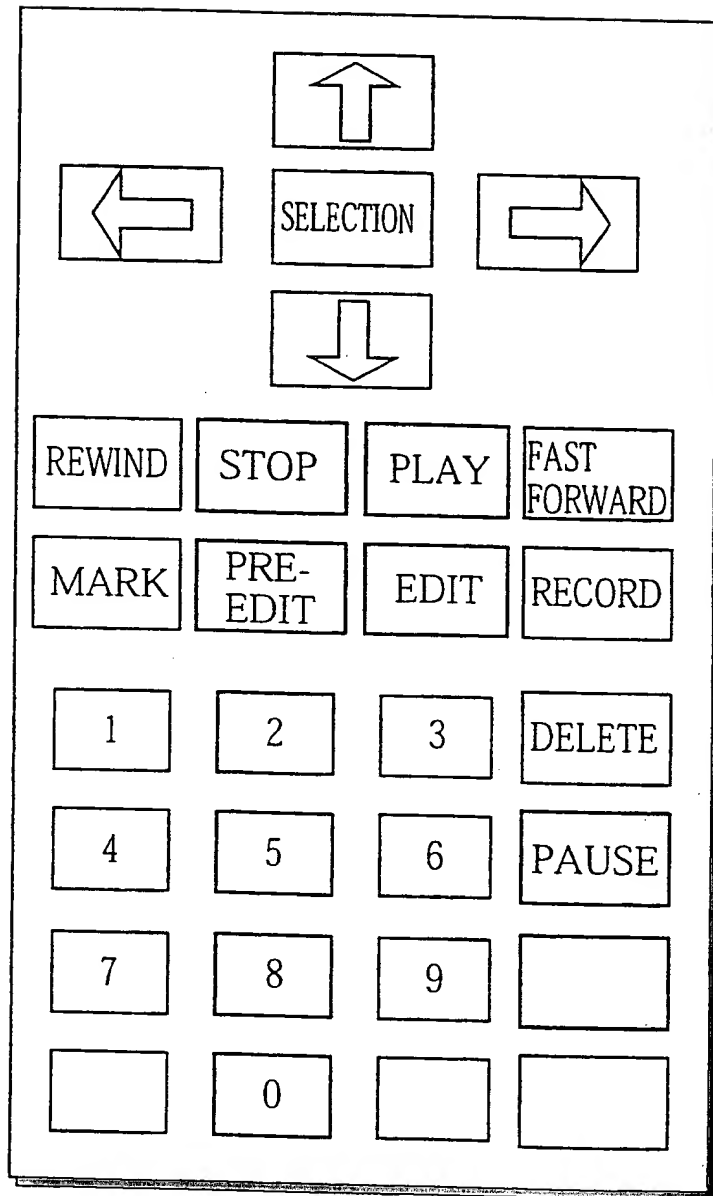 SELECTION
REWIND
STOP
PLAY
FAST
FORWARD
MARK
PRE-
EDIT
EDIT
RECORD
1
2
3
DELETE
4
5
6
PAUSE
7
8
9
0